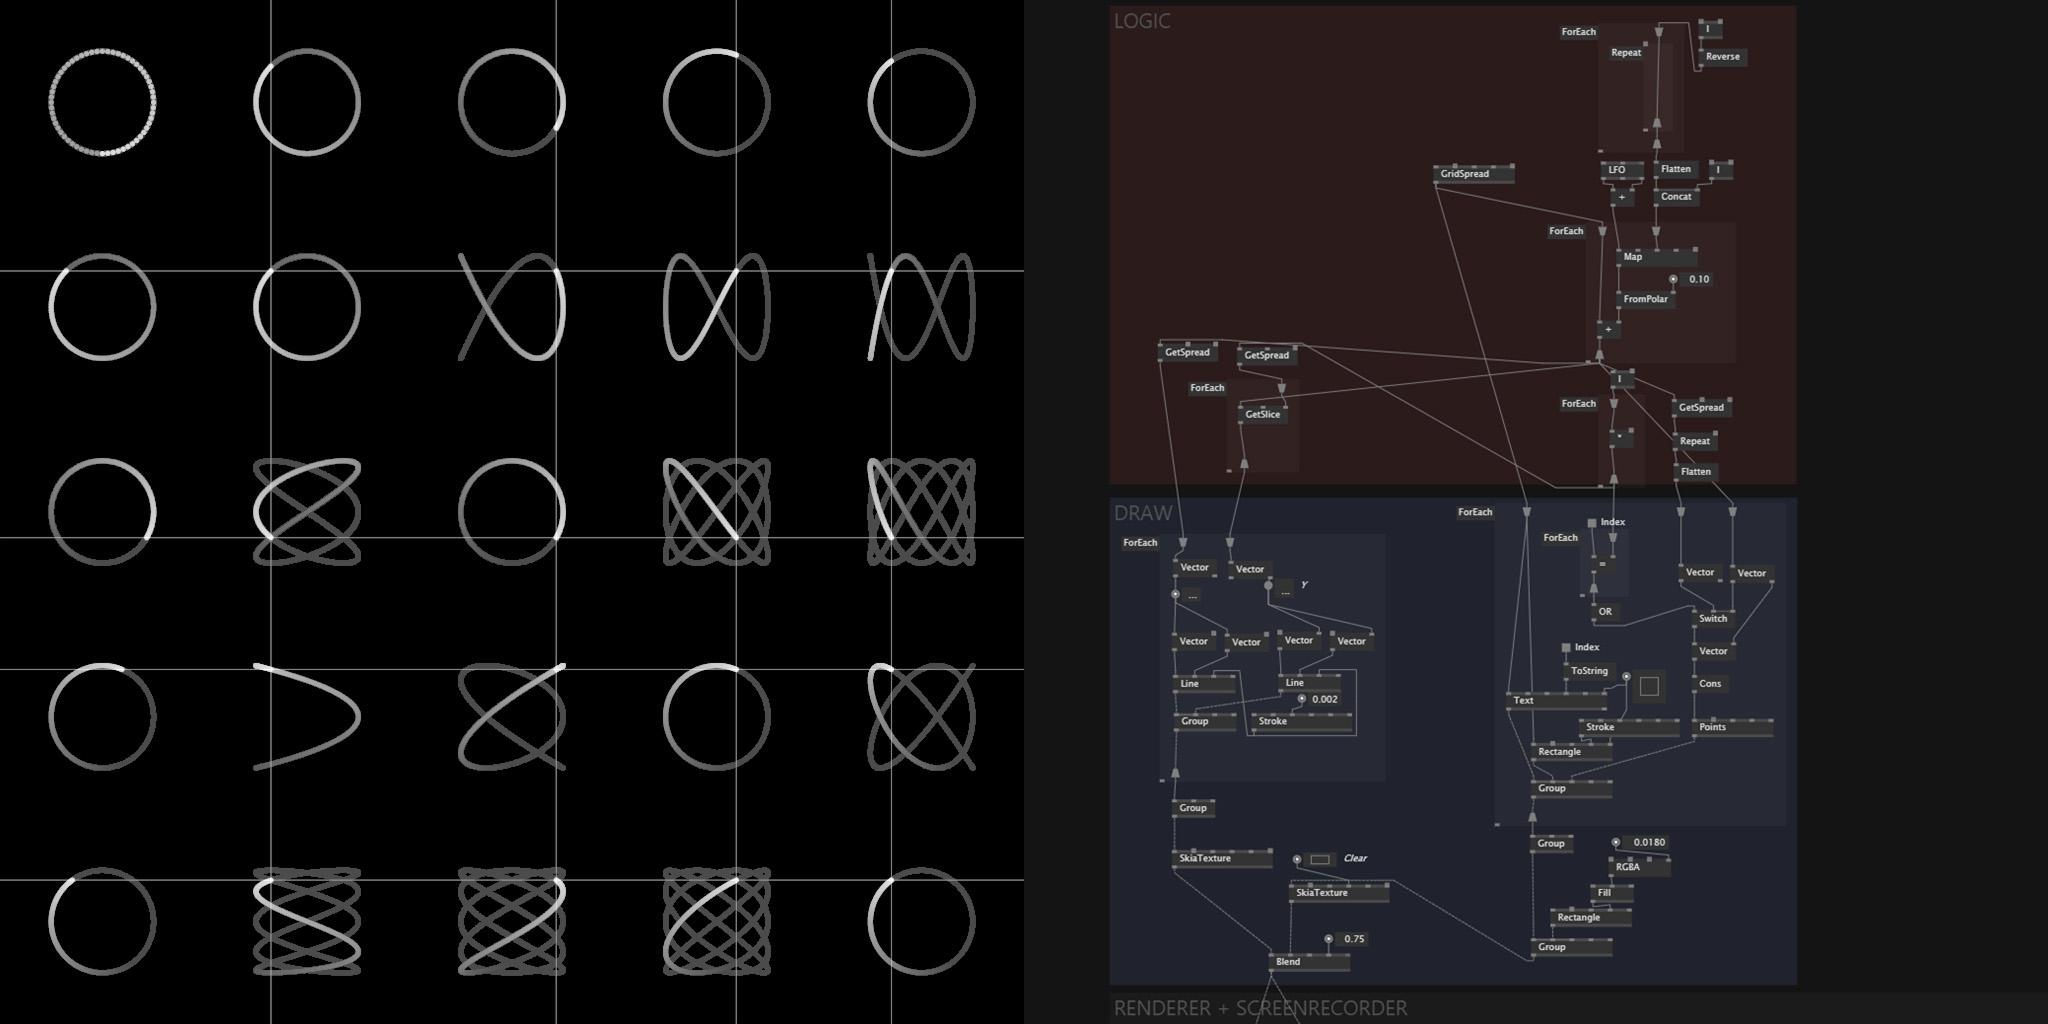 LOGIC
ForEach
I
Repeat
Reverse
GridSpread
LFO
Flatten
I
+
Concat
ForEach
Map
0.10
FromPolar
+
GetSpread
GetSpread
I
ForEach
ForEach
GetSpread
GetSlice
Repeat
Flatten
DRAW
ForEach
Index
ForEach
ForEach
=
Vector
Vector
Vector
Vector
...
...
Y
OR
Switch
Vector
Vector
Vector
Vector
Index
Vector
ToString
Line
Line
Cons
0.002
Text
Group
Stroke
Stroke
Points
Rectangle
Group
Group
Group
0.0180
SkiaTexture
Clear
RGBA
SkiaTexture
Fill
Rectangle
0.75
Group
Blend
RENDERER + SCREENRECORDER